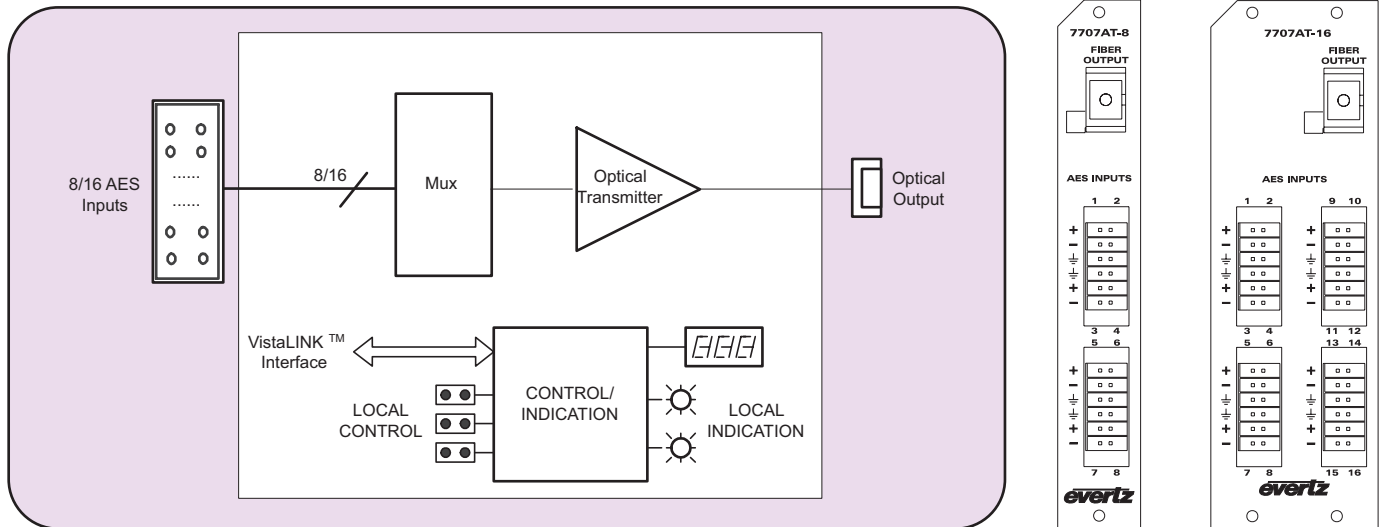 8/16 AES
Inputs
8/16
Mux
Optical
Transmitter
Optical
Output
VistaLINK ™
Interface
LOCAL
CONTROL
CONTROL/
INDICATION
LOCAL
INDICATION
7707AT-8
FIBER
OUTPUT
AES INPUTS
1 2
+
−
+
−
3 4
5 6
+
−
+
−
7 8
evertz
7707AT-16
FIBER
OUTPUT
AES INPUTS
1 2
+
−
+
−
3 4
5 6
+
−
+
−
7 8
9 10
+
−
+
−
11 12
13 14
+
−
+
−
15 16
evertz